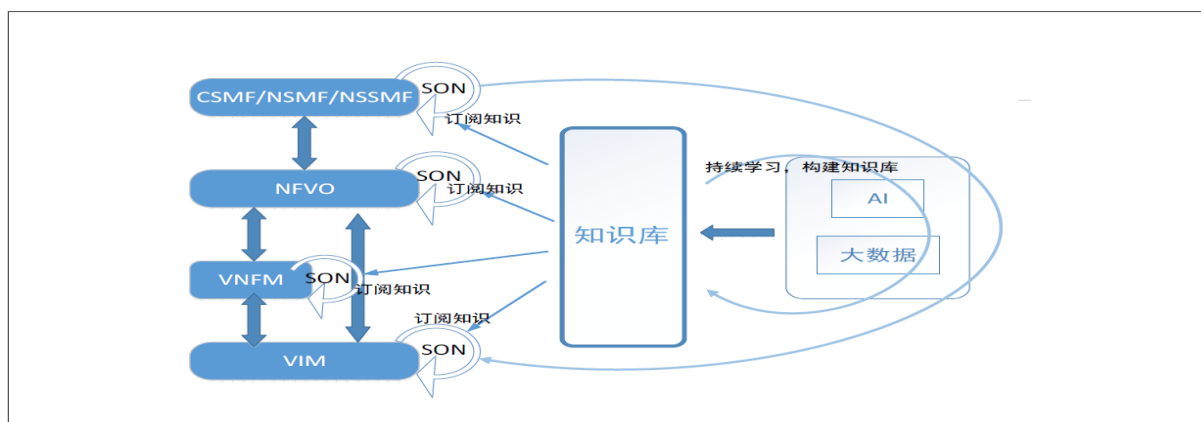 CSMF/NSMF/NSSMF
SON
订阅知识
NFVO
SON
订阅知识
VNFM
SON
订阅知识
订阅知识
VIM
SON
知识库
持续学习，构建知识库
AI
大数据